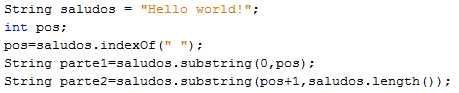 String saludos = "Hello world!";
int pos;
pos=saludos.indexOf(" ");
String parte1=saludos.substring(0,pos);
String parte2=saludos.substring(pos+1,saludos.length());